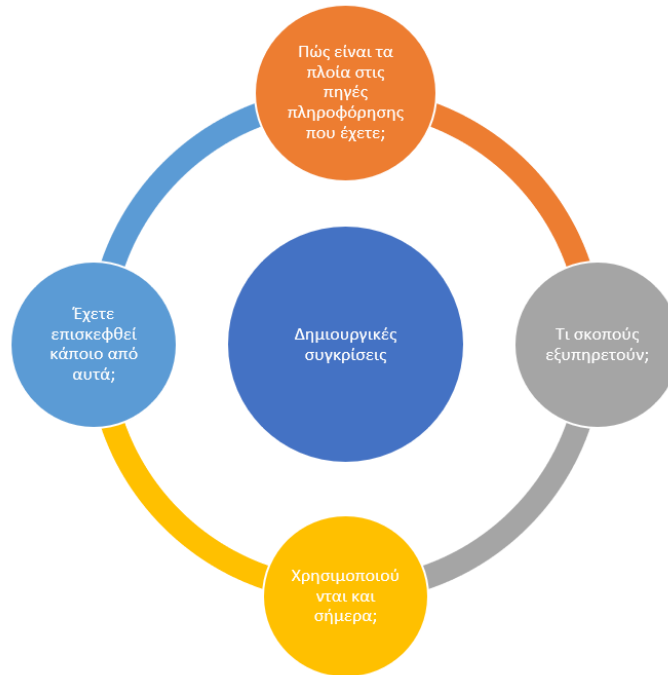 Πώς είναι τα
πλοία στις
πηγές
πληροφόρησης
που έχετε;
Έχετε
επισκεφθεί
κάποιο από
αυτά;
Δημιουργικές
συγκρίσεις
Τι σκοπούς
εξυπηρετούν;
Χρησιμοποιού
νται και
σήμερα;